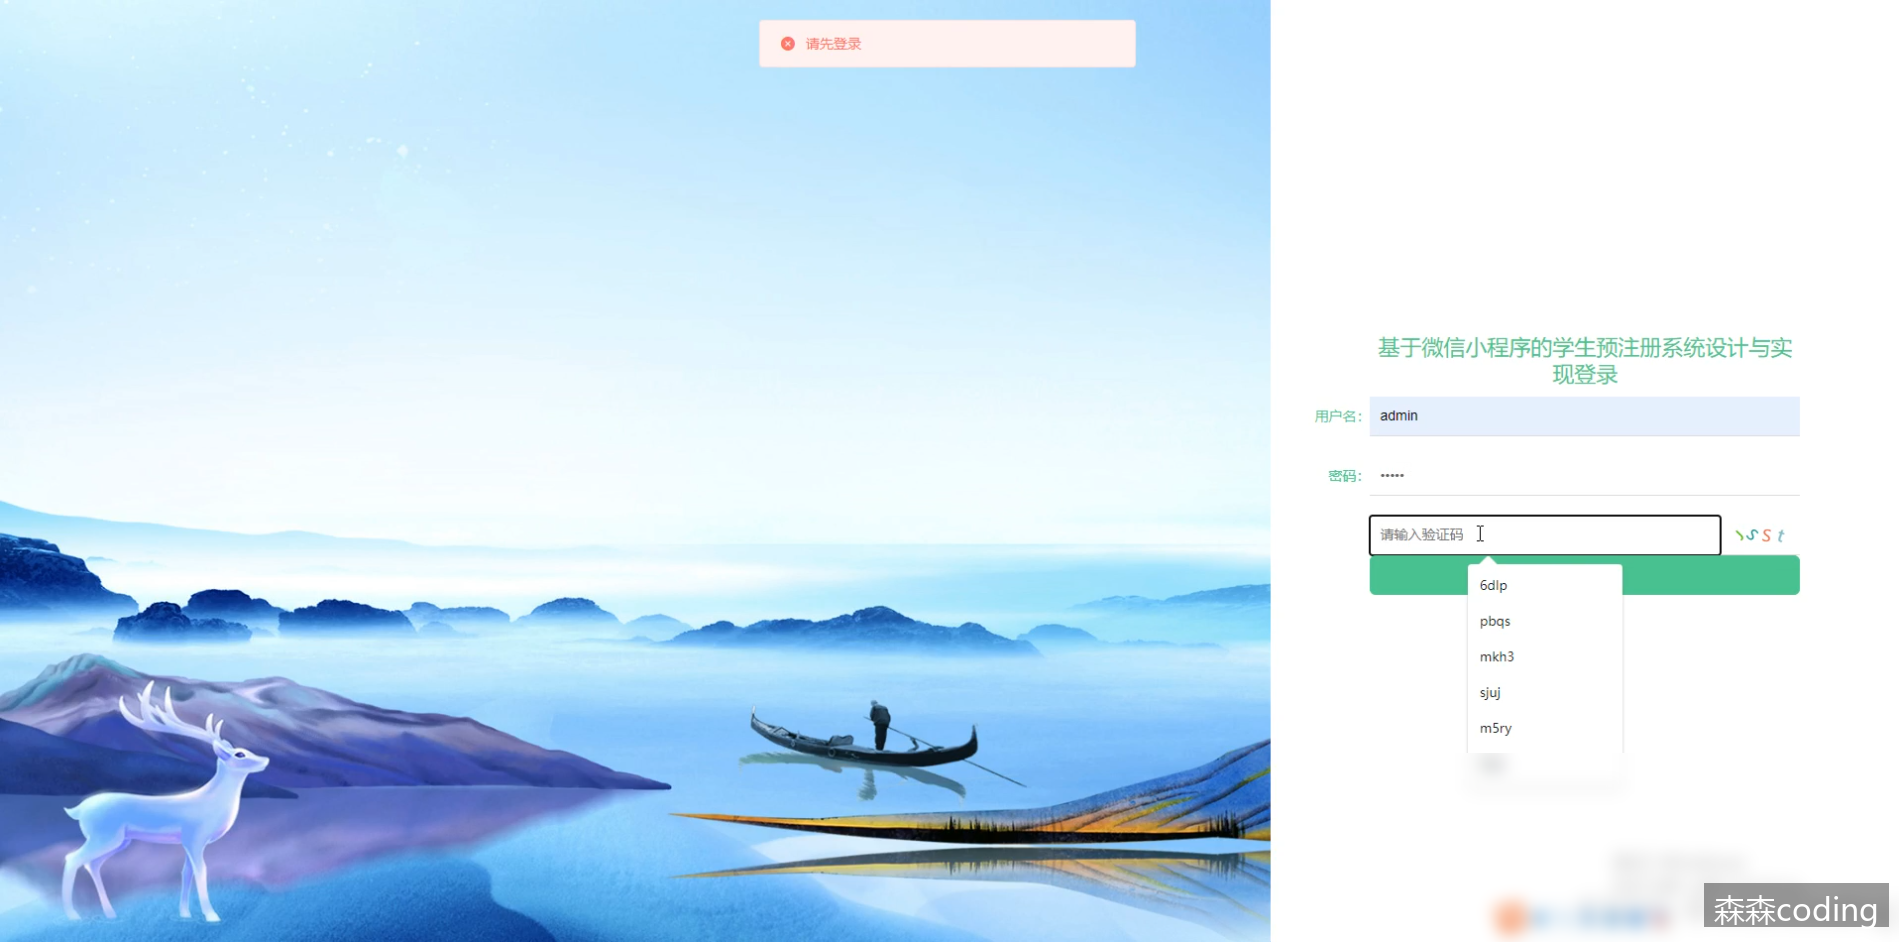 请先登录
基于微信小程序的学生预注册系统设计与实
现登录
用户名：
admin
密码：
请输入验证码
6dlp
pbqs
mkh3
sjuj
m5ry
森森coding